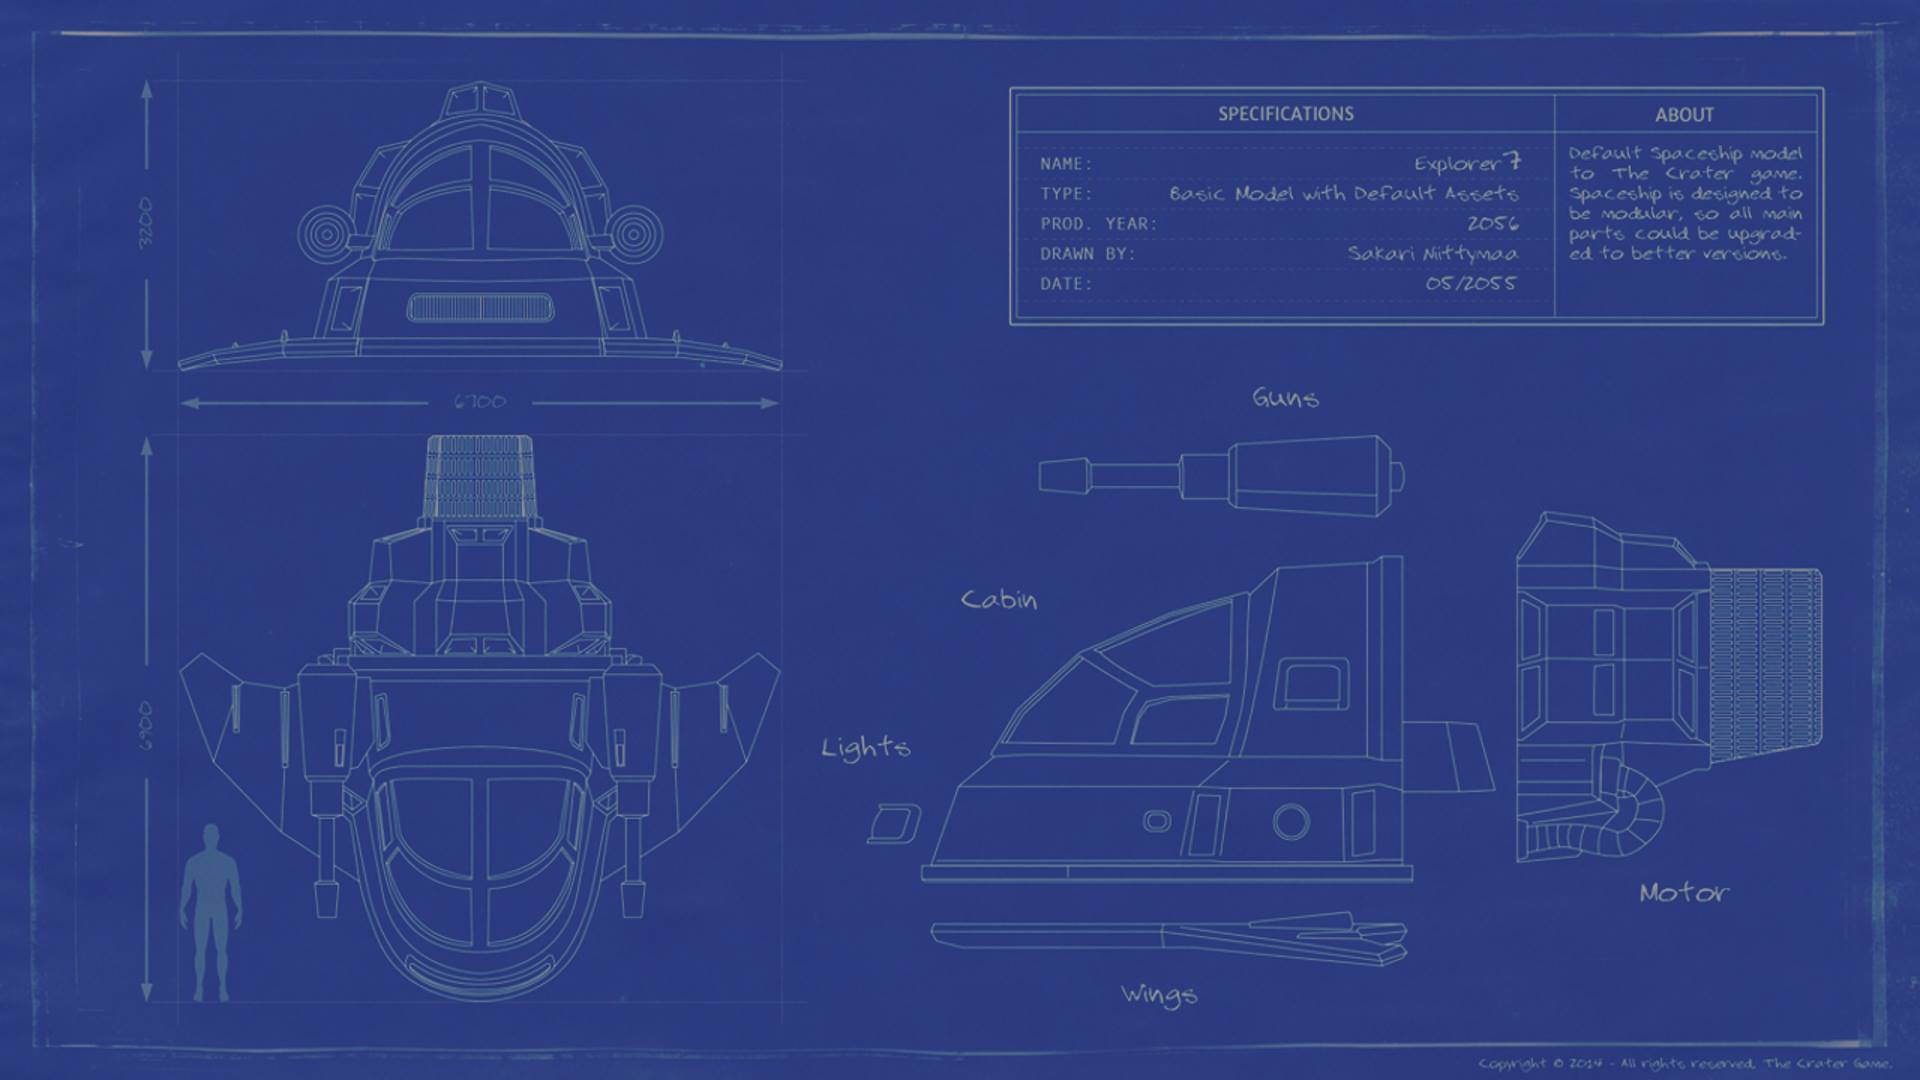 SPECIFICATIONS
NAME: Explorer 7
TYPE: Basic Model with Default Assets
PROD. YEAR: 2056
DRAWN BY: Sakari Niittymaa
DATE: 05/2055
ABOUT
Default Spaceship model
to The Crater game.
Spaceship is designed to
be modular, so all main
parts could be upgrad-
ed to better versions.
3200
6700
6900
Guns
Cabin
Lights
Motor
Wings
Copyright © 2014 - All rights reserved, The Crater Game.